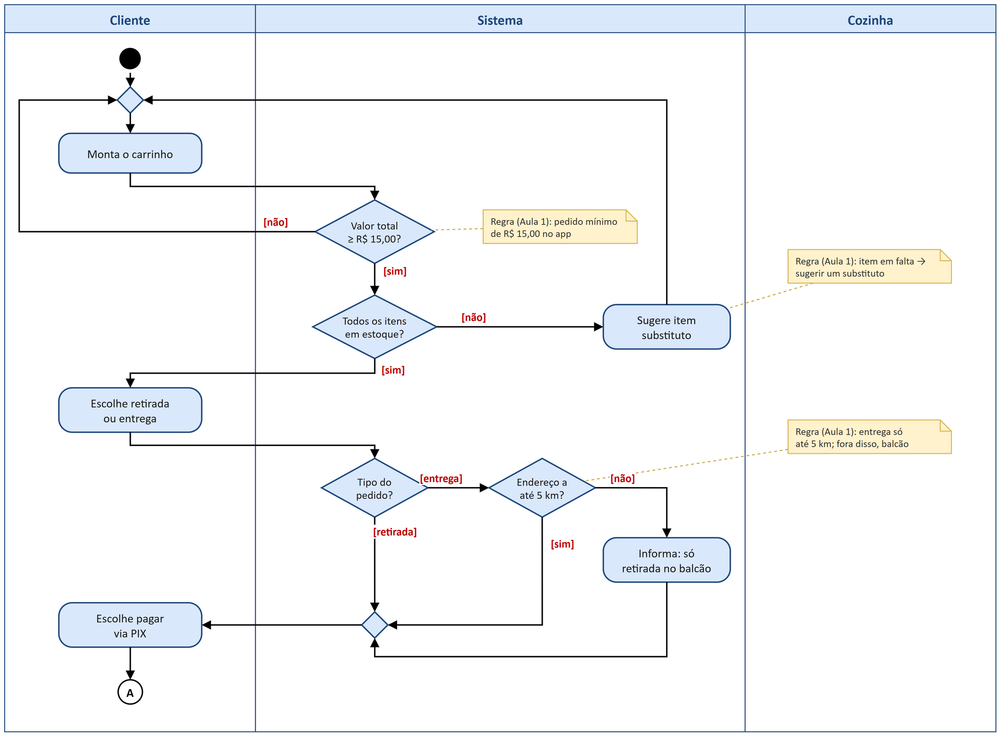 Cliente
Sistema
Cozinha
Monta o carrinho
[não]
Valor total
≥ R$ 15,00?
Regra (Aula 1): pedido mínimo
de R$ 15,00 no app
[sim]
Regra (Aula 1): item em falta →
sugerir um substituto
Todos os itens
em estoque?
[não]
Sugere item
substituto
[sim]
Escolhe retirada
ou entrega
Regra (Aula 1): entrega só
até 5 km; fora disso, balcão
Tipo do
pedido?
[entrega]
Endereço a
até 5 km?
[não]
[retirada]
[sim]
Informa: só
retirada no balcão
Escolhe pagar
via PIX
A